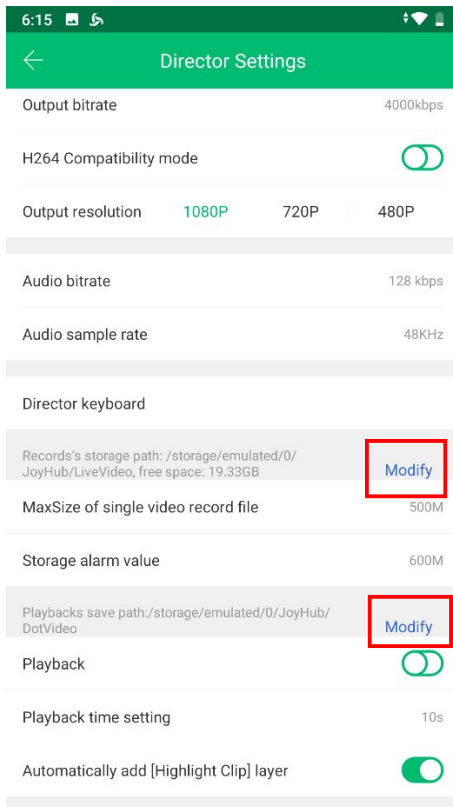 6:15
Director Settings
Output bitrate 4000kbps
H264 Compatibility mode
Output resolution 1080P 720P 480P
Audio bitrate 128 kbps
Audio sample rate 48KHz
Director keyboard
Records's storage path: /storage/emulated/0/
JoyHub/LiveVideo, free space: 19.33GB Modify
MaxSize of single video record file 500M
Storage alarm value 600M
Playbacks save path:/storage/emulated/0/JoyHub/
DotVideo Modify
Playback
Playback time setting 10s
Automatically add [Highlight Clip] layer